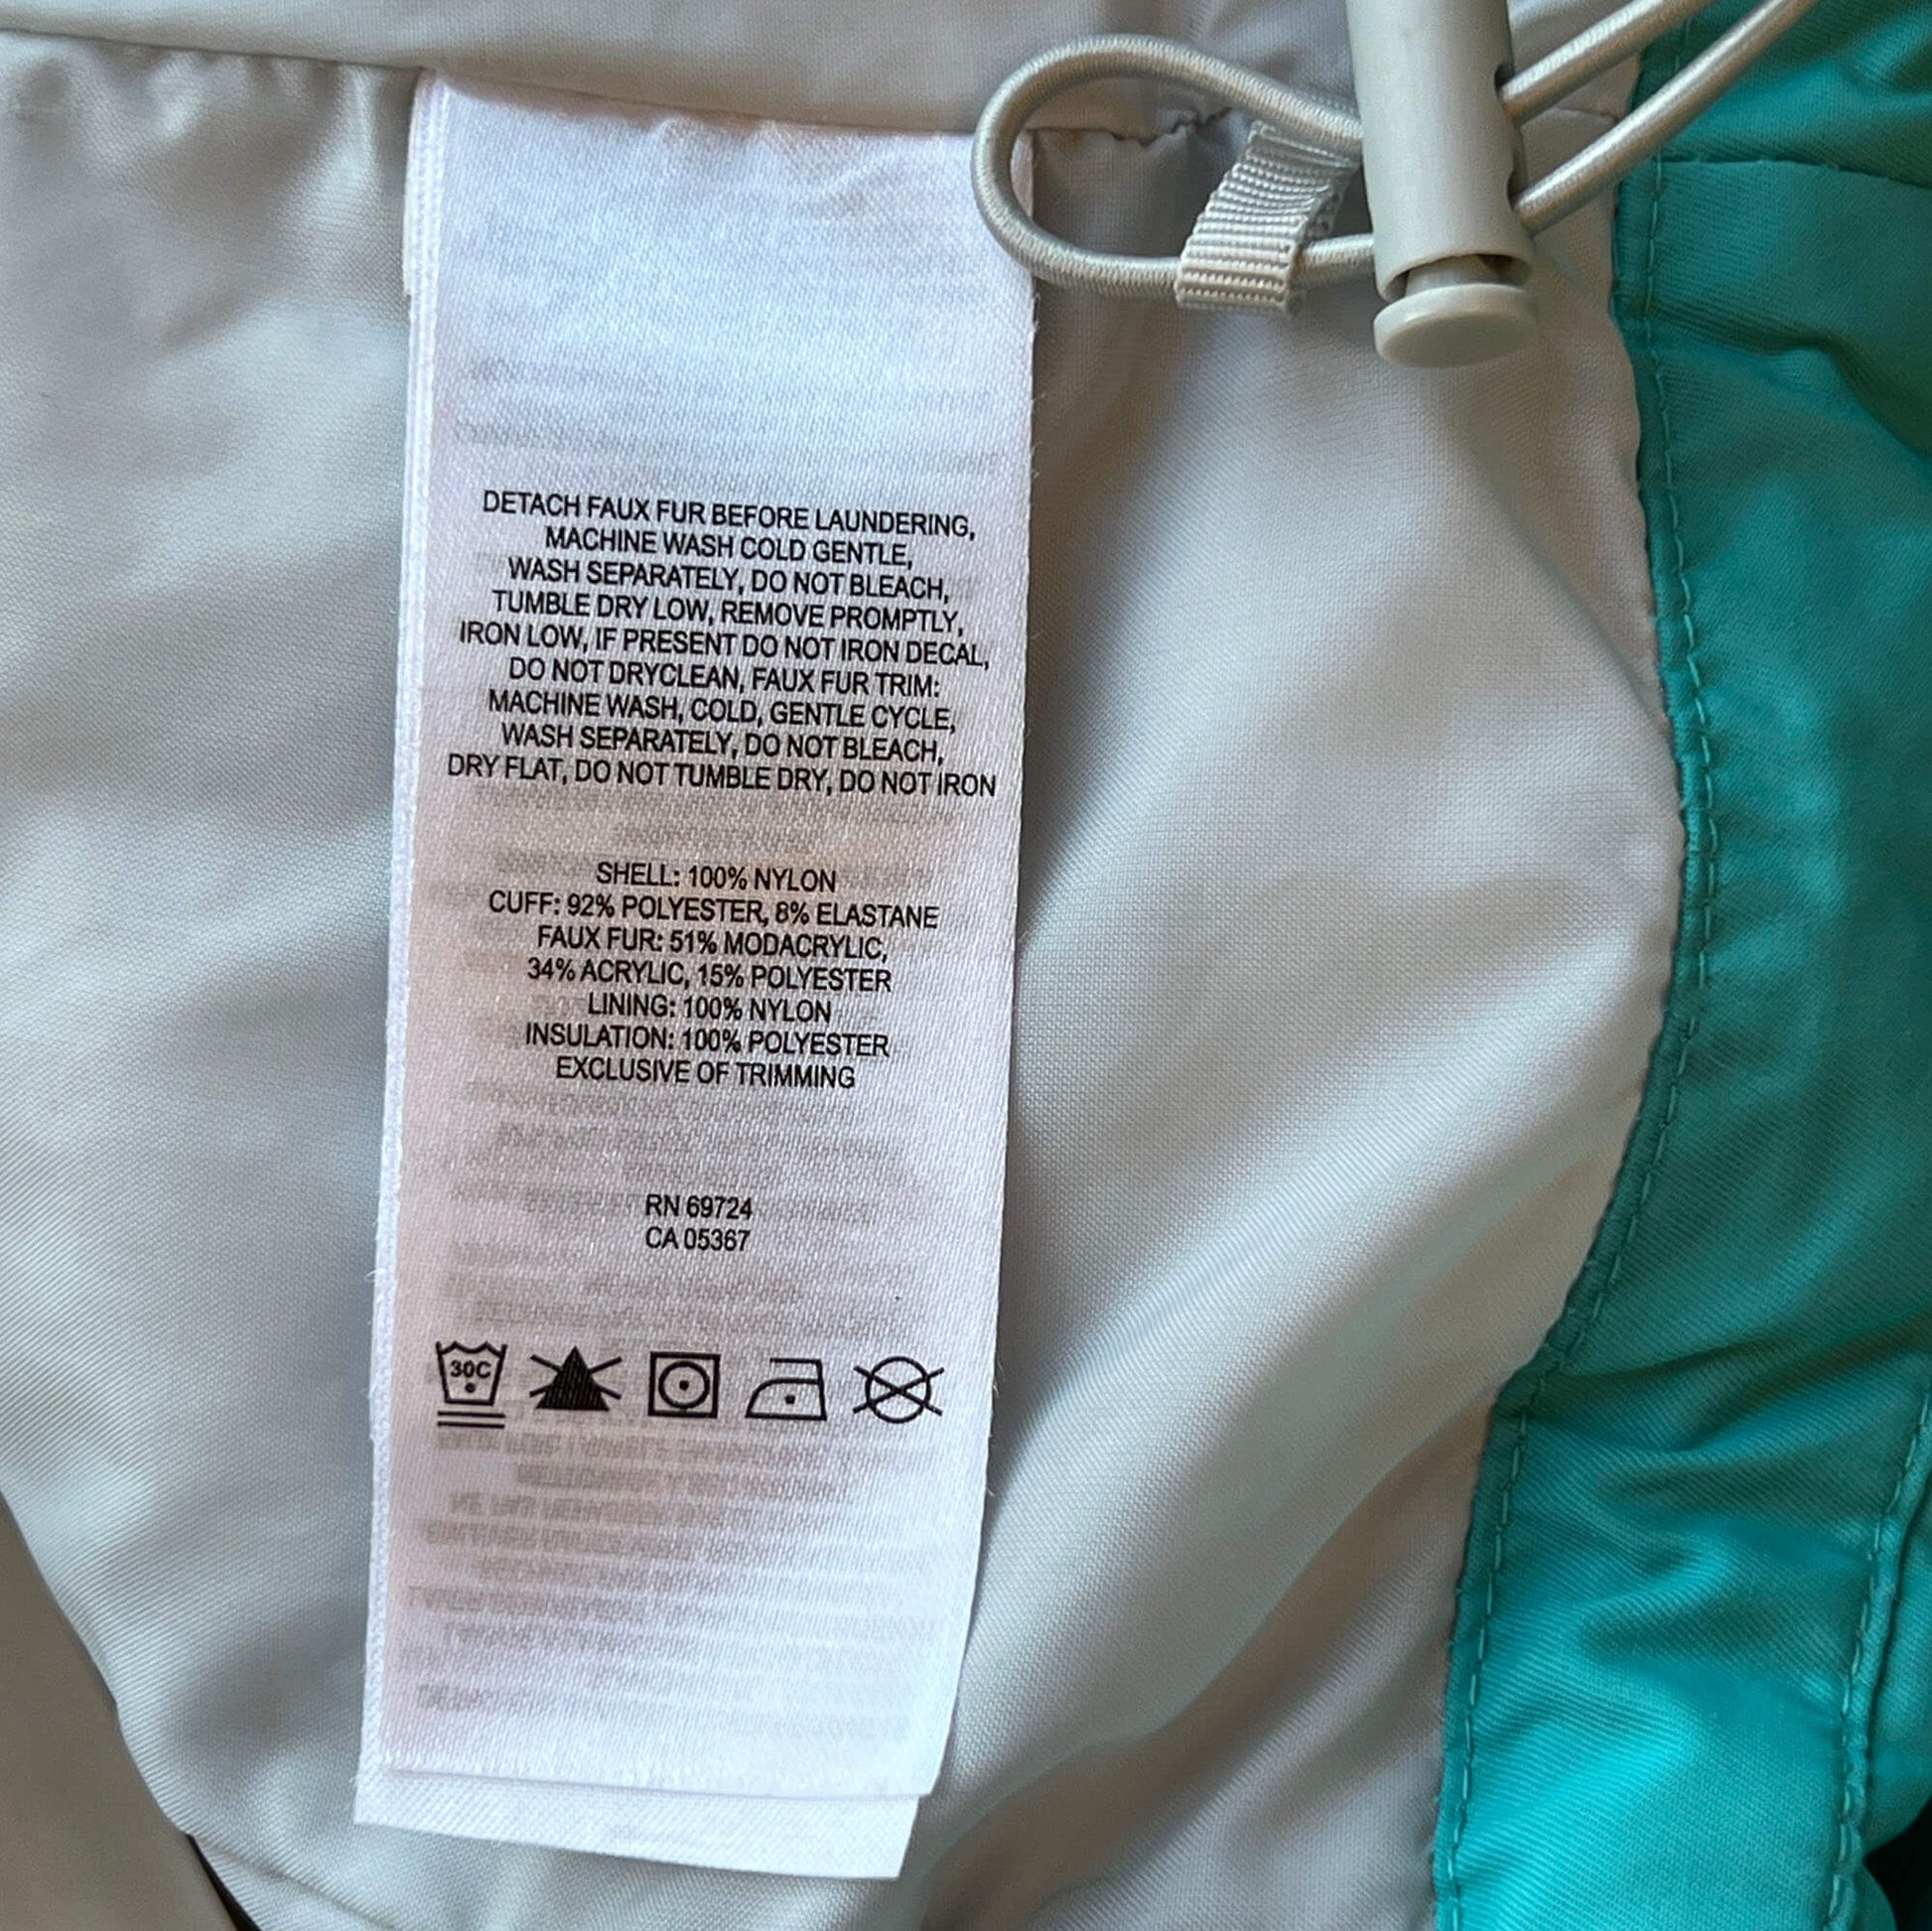 DETACH FAUX FUR BEFORE LAUNDERING,
MACHINE WASH COLD GENTLE,
WASH SEPARATELY, DO NOT BLEACH,
TUMBLE DRY LOW, REMOVE PROMPTLY,
IRON LOW, IF PRESENT DO NOT IRON DECAL,
DO NOT DRYCLEAN, FAUX FUR TRIM:
MACHINE WASH, COLD, GENTLE CYCLE,
WASH SEPARATELY, DO NOT BLEACH,
DRY FLAT, DO NOT TUMBLE DRY, DO NOT IRON
SHELL: 100% NYLON
CUFF: 92% POLYESTER, 8% ELASTANE
FAUX FUR: 51% MODACRYLIC,
34% ACRYLIC, 15% POLYESTER
LINING: 100% NYLON
INSULATION: 100% POLYESTER
EXCLUSIVE OF TRIMMING
RN 69724
CA 05367
30C